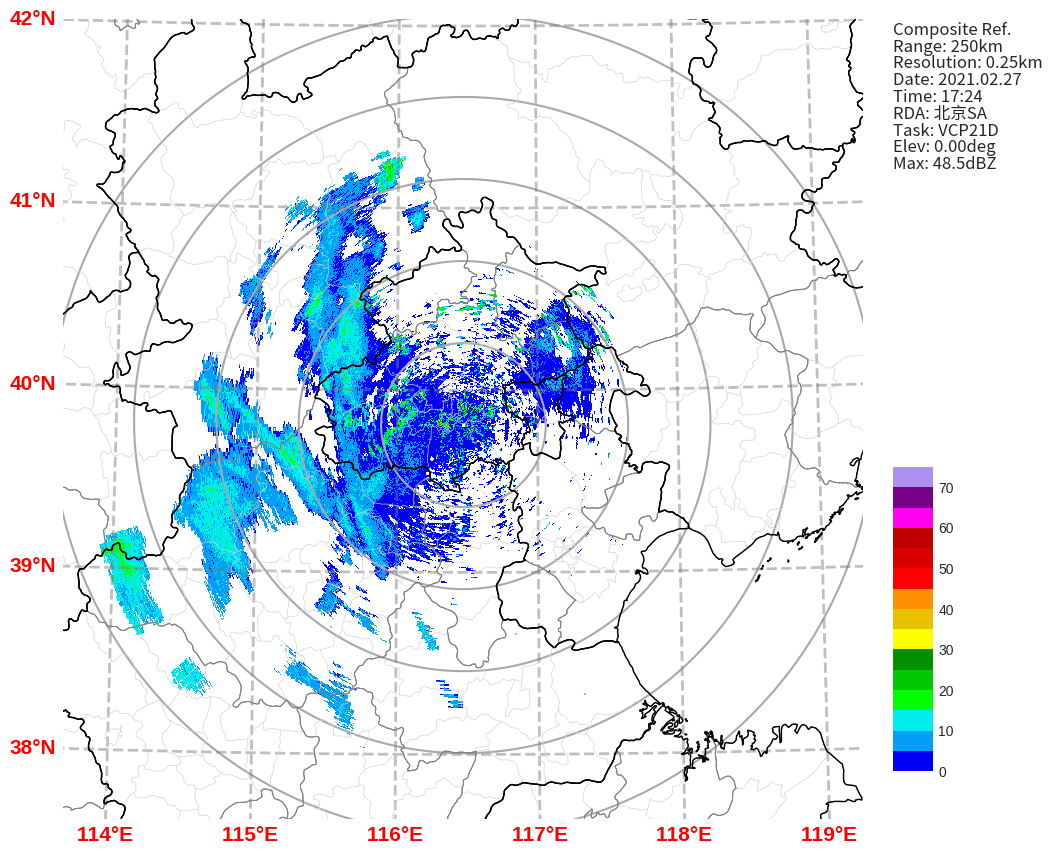 42°N
41°N
40°N
39°N
38°N
114°E 115°E 116°E 117°E 118°E 119°E
Composite Ref.
Range: 250km
Resolution: 0.25km
Date: 2021.02.27
Time: 17:24
RDA: 北京SA
Task: VCP21D
Elev: 0.00deg
Max: 48.5dBZ
70
60
50
40
30
20
10
0